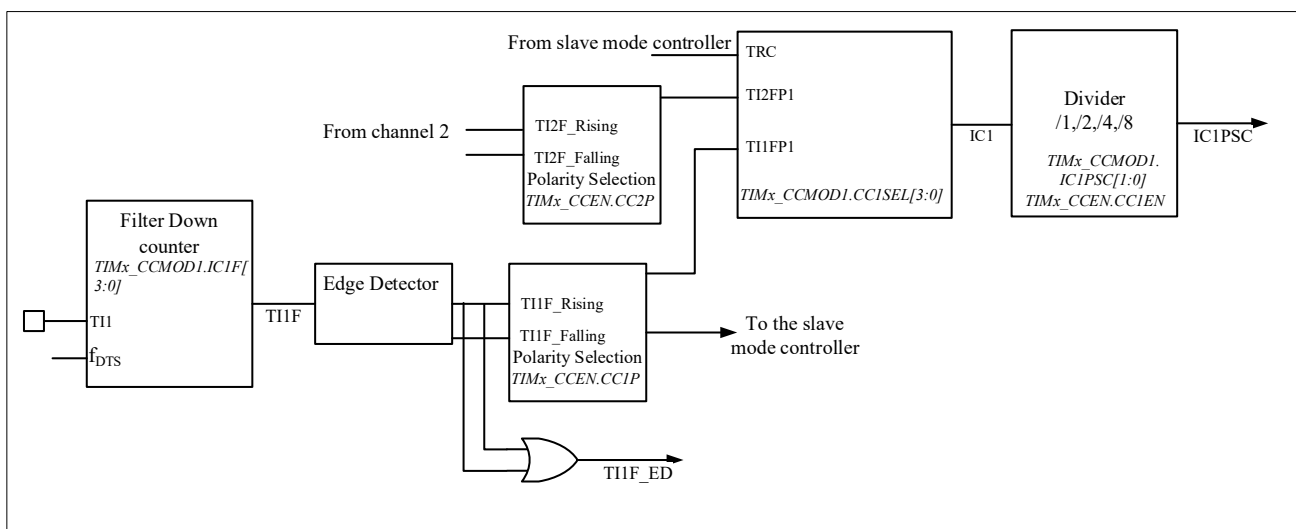 From slave mode controller
TRC
TI2FP1
TI1FP1
TIMx_CCMOD1.CC1SEL[3:0]
IC1
Divider
/1,/2,/4,/8
TIMx_CCMOD1.
IC1PSC[1:0]
TIMx_CCEN.CC1EN
IC1PSC
From channel 2
TI2F_Rising
TI2F_Falling
Polarity Selection
TIMx_CCEN.CC2P
Filter Down
counter
TIMx_CCMOD1.IC1F[
3:0]
TI1
fDTS
TI1F
Edge Detector
TI1F_Rising
TI1F_Falling
Polarity Selection
TIMx_CCEN.CC1P
To the slave
mode controller
TI1F_ED